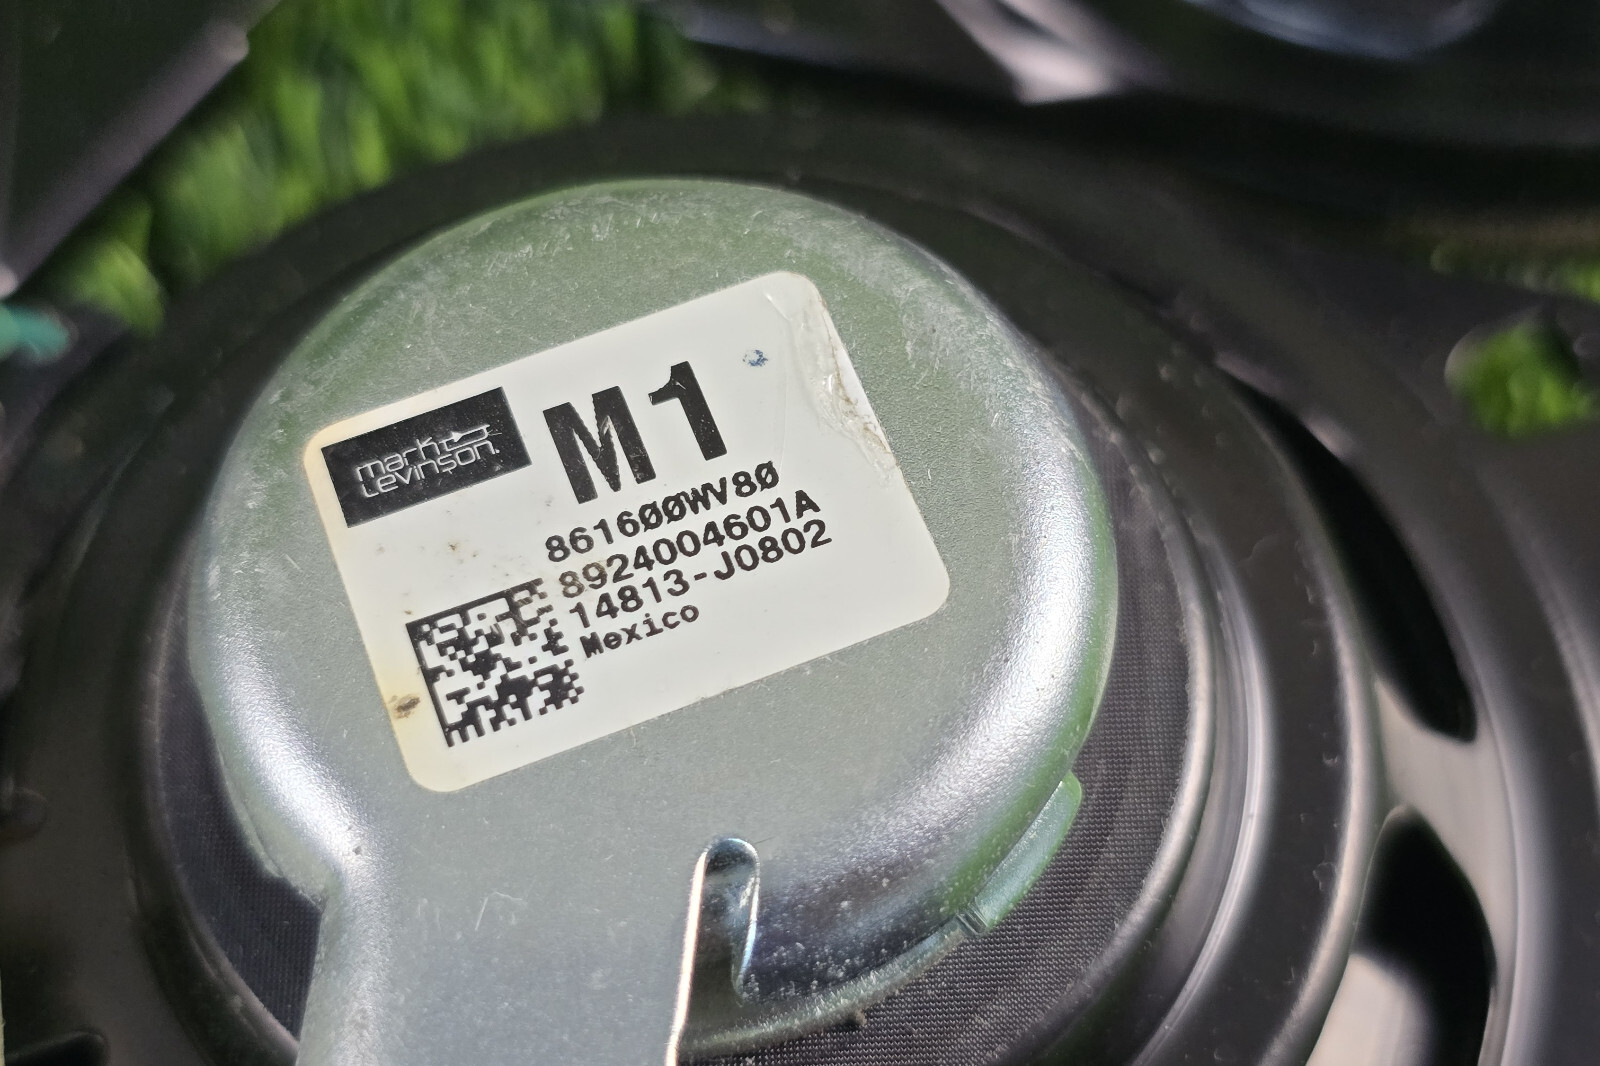 mark
Levinson.
M1
861600WV80
8924004601A
14813-J0802
Mexico